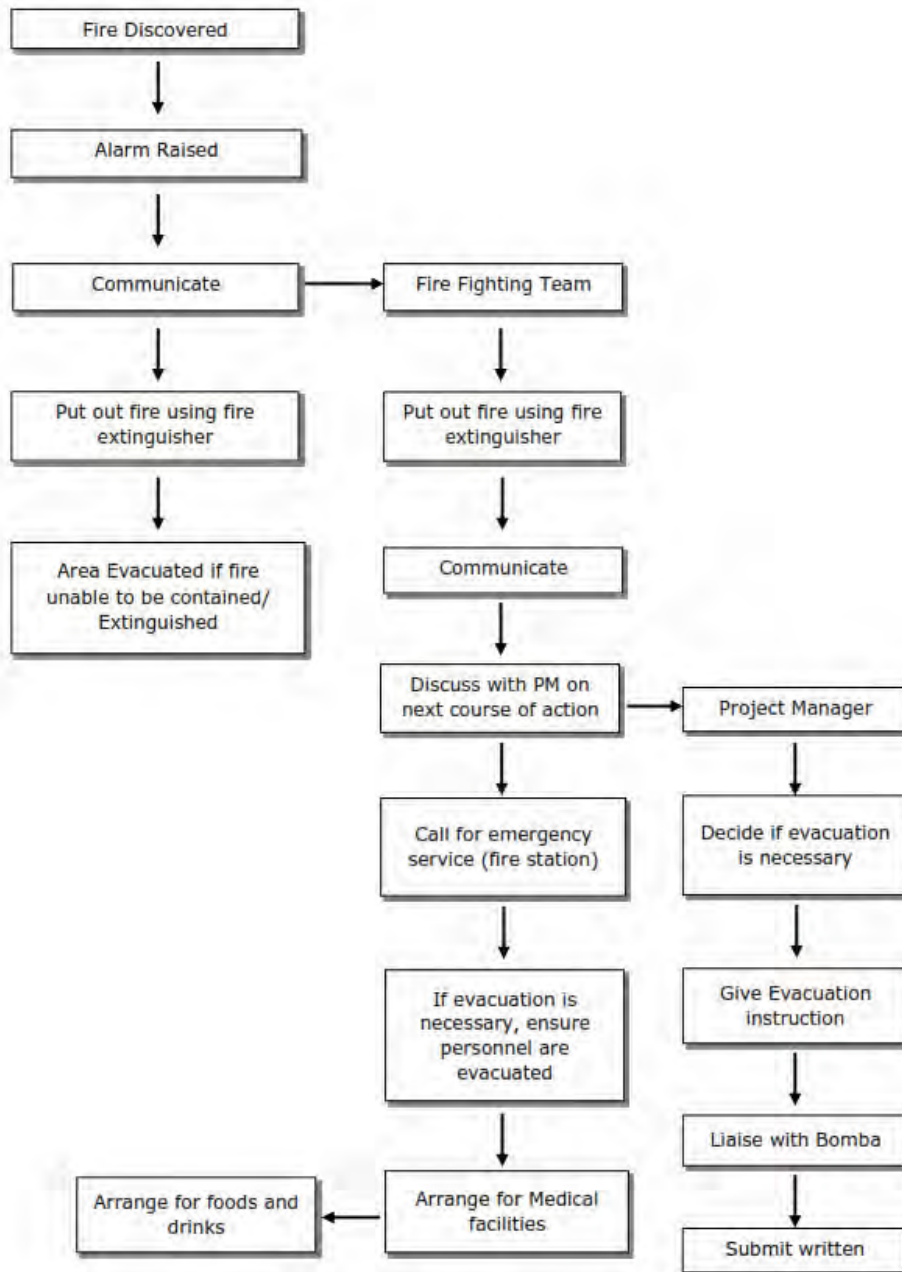 Fire Discovered
Alarm Raised
Communicate
Fire Fighting Team
Put out fire using fire
extinguisher
Put out fire using fire
extinguisher
Area Evacuated if fire
unable to be contained/
Extinguished
Communicate
Discuss with PM on
next course of action
Project Manager
Call for emergency
service (fire station)
Decide if evacuation
is necessary
If evacuation is
necessary, ensure
personnel are
evacuated
Give Evacuation
instruction
Liaise with Bomba
Arrange for foods and
drinks
Arrange for Medical
facilities
Submit written